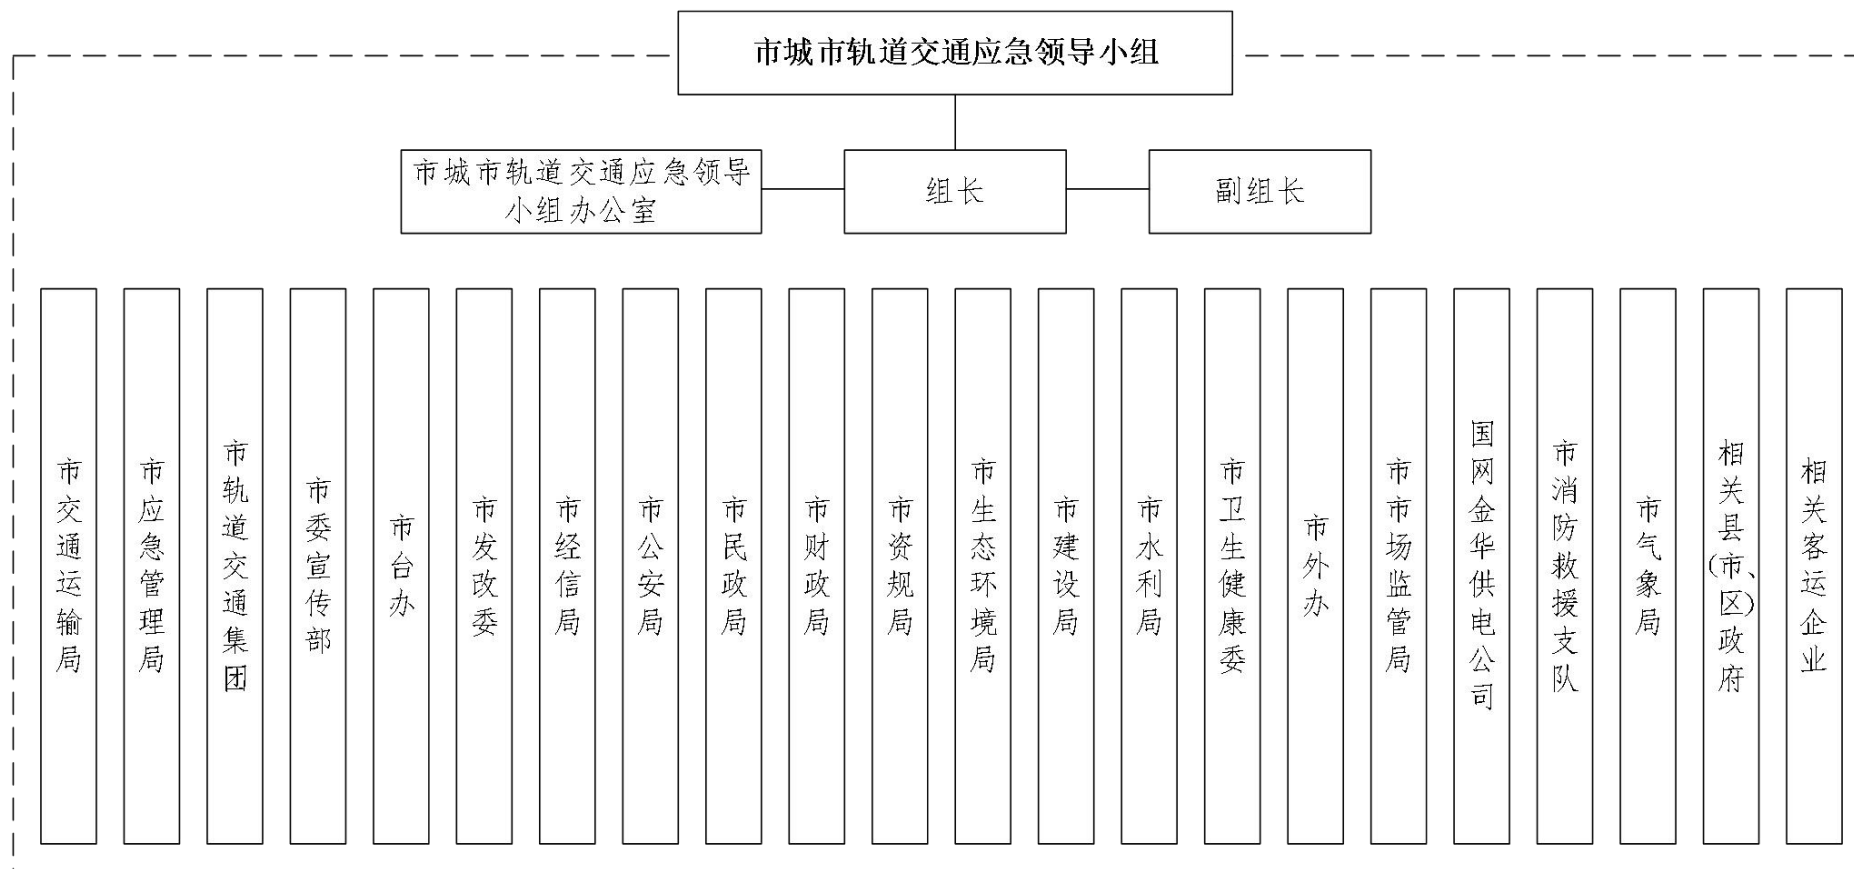 市城市轨道交通应急领导小组
市城市轨道交通应急领导
小组办公室
组长
副组长
市交通运输局
市应急管理局
市轨道交通集团
市委宣传部
市台办
市发改委
市经信局
市公安局
市民政局
市财政局
市资规局
市生态环境局
市建设局
市水利局
市卫生健康委
市外办
市市场监管局
国网金华供电公司
市消防救援支队
市气象局
相关县(市、区)政府
相关客运企业